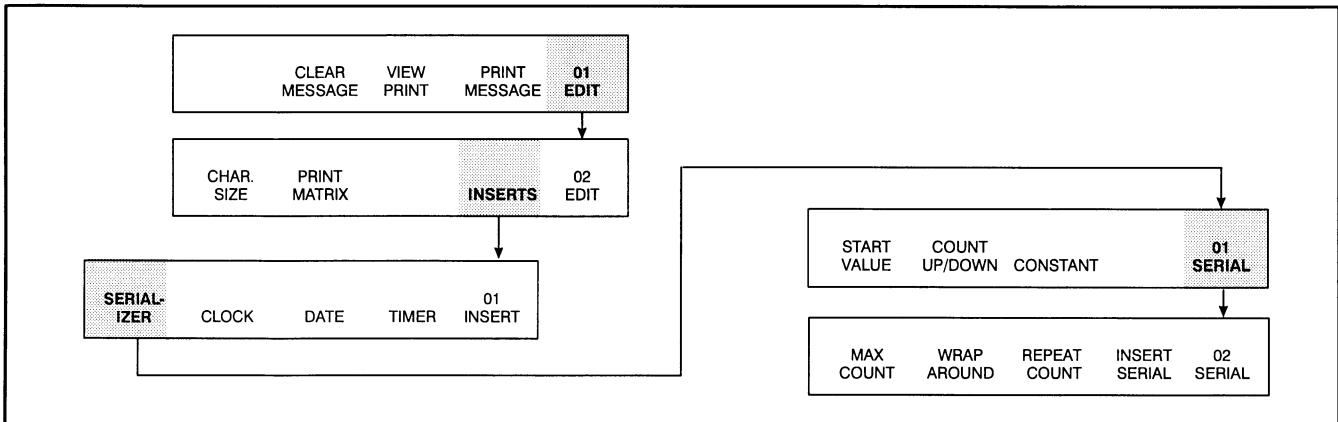 CLEAR VIEW PRINT 01
MESSAGE PRINT MESSAGE EDIT
CHAR. PRINT 02
SIZE MATRIX INSERTS EDIT
SERIAL- 01
IZER CLOCK DATE TIMER INSERT
START COUNT 01
VALUE UP/DOWN CONSTANT SERIAL
MAX WRAP REPEAT INSERT 02
COUNT AROUND COUNT SERIAL SERIAL